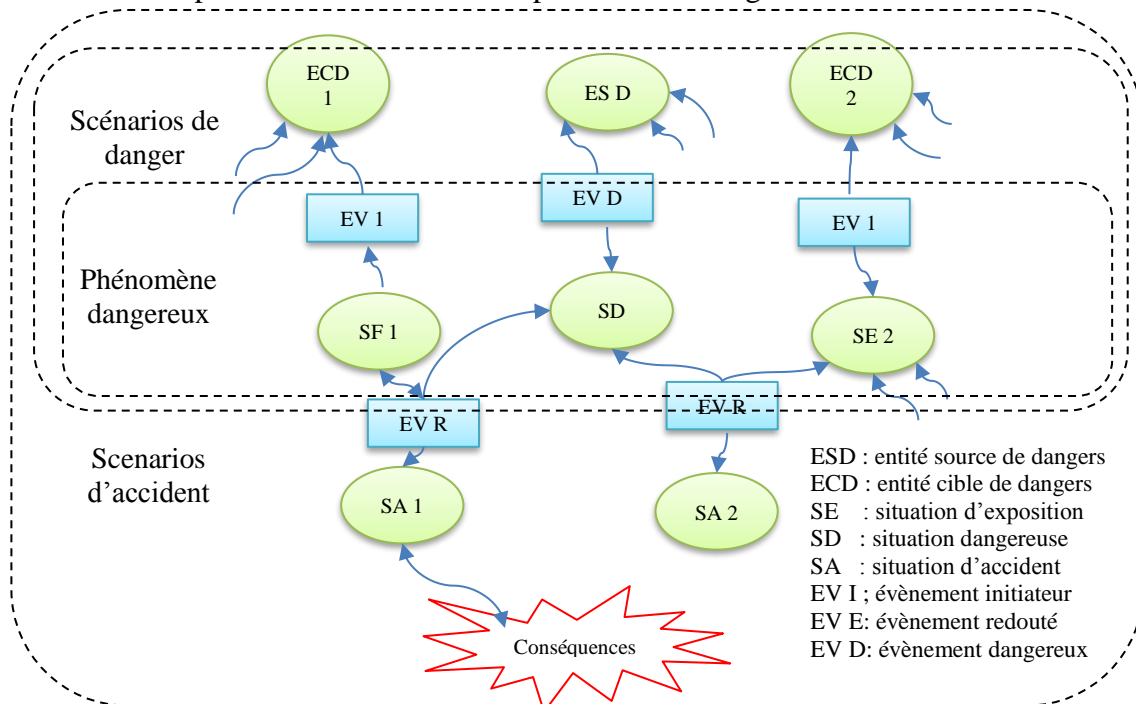 ECD
1
ES D
ECD
2
Scénarios de
danger
EV 1
EV D
EV 1
Phénomène
dangereux
SF 1
SD
SE 2
EV R
EV R
Scenarios
d’accident
SA 1
SA 2
ESD : entité source de dangers
ECD : entité cible de dangers
SE : situation d’exposition
SD : situation dangereuse
SA : situation d’accident
EV I ; évènement initiateur
EV E: évènement redouté
EV D: évènement dangereux
Conséquences